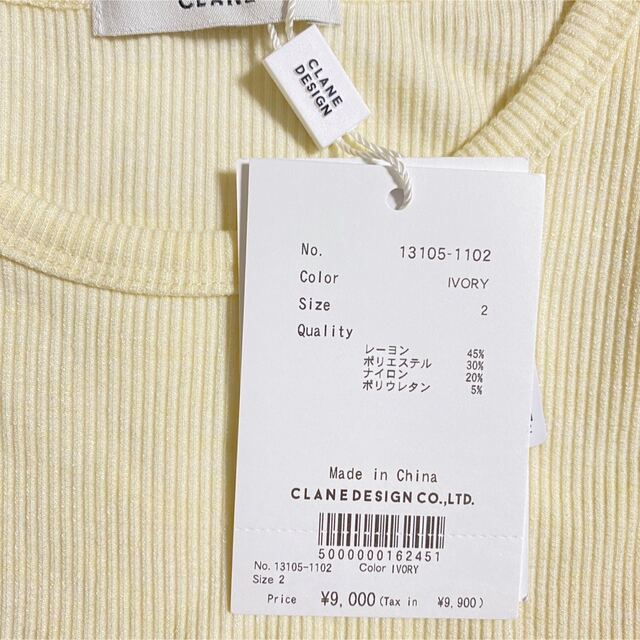 CLANE
CLANE
DESIGN
No. 13105-1102
Color IVORY
Size 2
Quality
レーヨン 45%
ポリエステル 30%
ナイロン 20%
ポリウレタン 5%
Made in China
CLANEDESIGN CO.,LTD.
5000000162451
No. 13105-1102 Color IVORY
Size 2
Price ¥9,000 (Tax in ¥9,900)